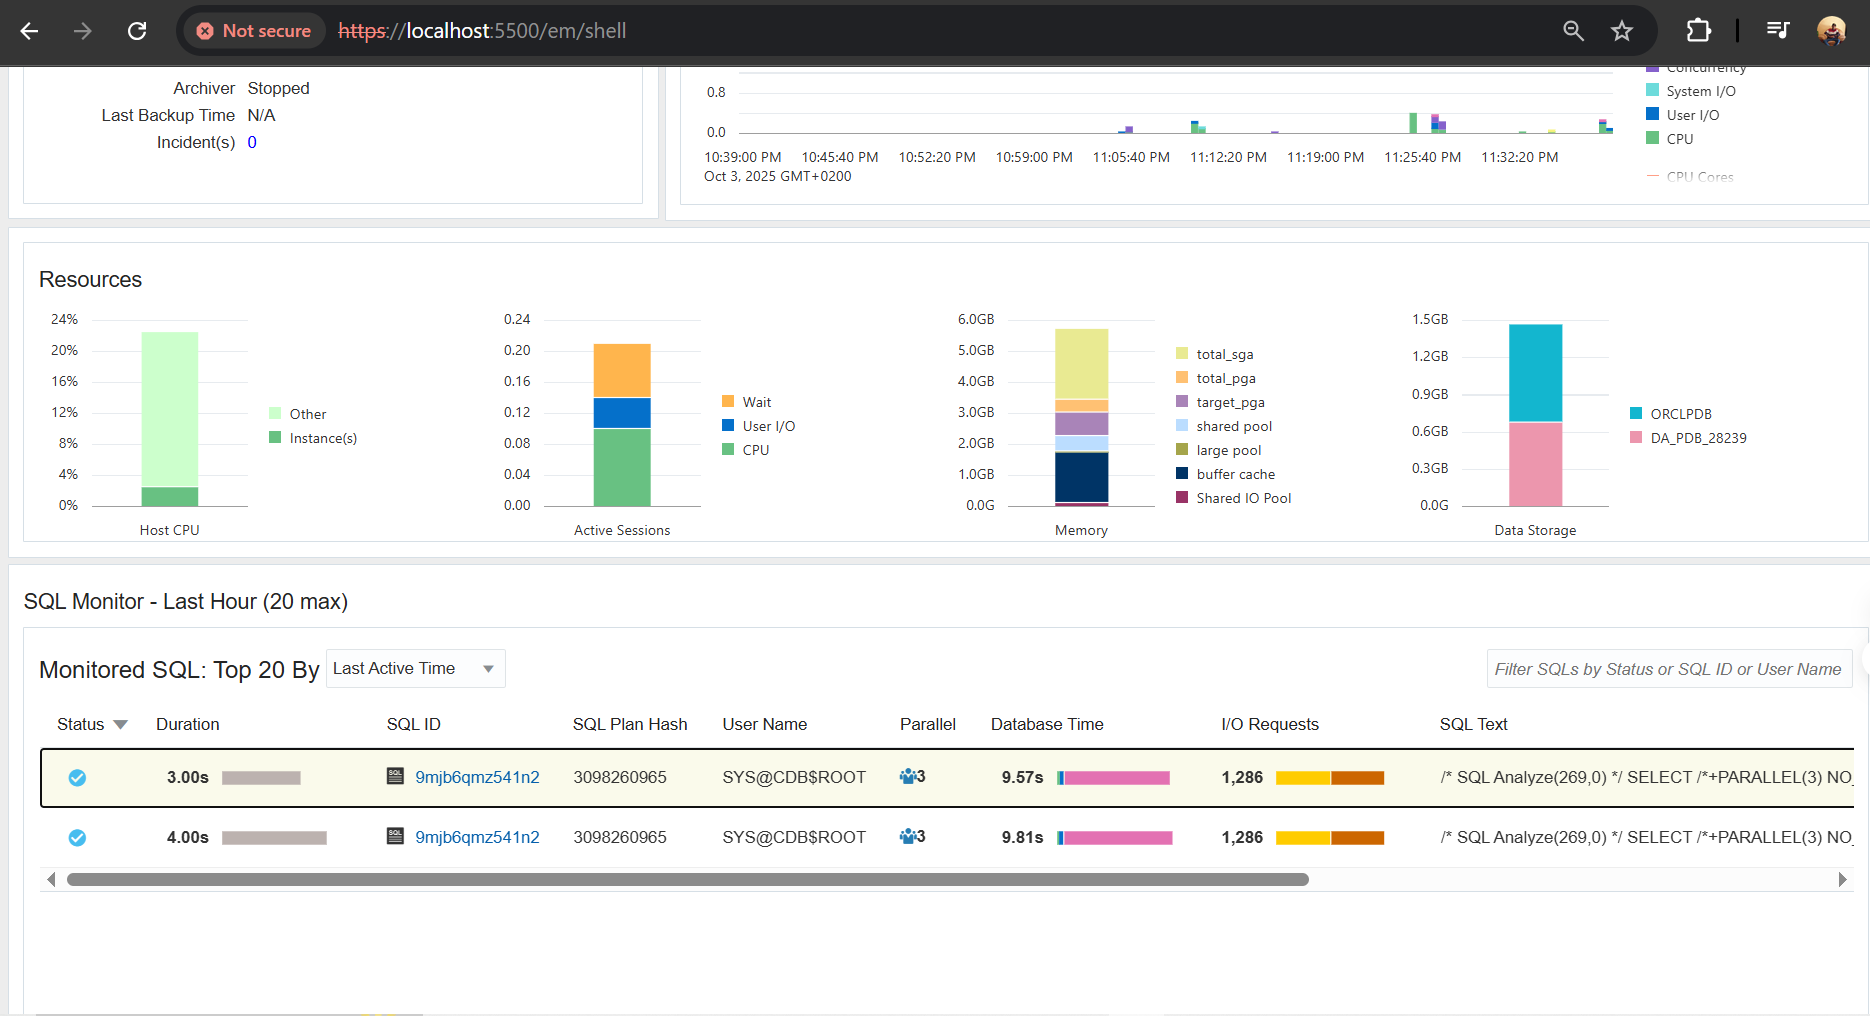 Not secure https://localhost:5500/em/shell
Archiver Stopped
Last Backup Time N/A
Incident(s) 0
0.8
0.0
10:39:00 PM 10:45:40 PM 10:52:20 PM 10:59:00 PM 11:05:40 PM 11:12:20 PM 11:19:00 PM 11:25:40 PM 11:32:20 PM
Oct 3, 2025 GMT+0200
Concurrency
System I/O
User I/O
CPU
CPU Cores
Resources
24%
20%
16%
12%
8%
4%
0%
Host CPU
Other
Instance(s)
0.24
0.20
0.16
0.12
0.08
0.04
0.00
Active Sessions
Wait
User I/O
CPU
6.0GB
5.0GB
4.0GB
3.0GB
2.0GB
1.0GB
0.0G
Memory
total_sga
total_pga
target_pga
shared pool
large pool
buffer cache
Shared IO Pool
1.5GB
1.2GB
0.9GB
0.6GB
0.3GB
0.0G
Data Storage
ORCLPDB
DA_PDB_28239
SQL Monitor - Last Hour (20 max)
Monitored SQL: Top 20 By Last Active Time
Filter SQLs by Status or SQL ID or User Name
Status Duration SQL ID SQL Plan Hash User Name Parallel Database Time I/O Requests SQL Text
3.00s SQL 9mjb6qmz541n2 3098260965 SYS@CDB$ROOT 3 9.57s 1,286 /* SQL Analyze(269,0) */ SELECT /*+PARALLEL(3) NO_
4.00s SQL 9mjb6qmz541n2 3098260965 SYS@CDB$ROOT 3 9.81s 1,286 /* SQL Analyze(269,0) */ SELECT /*+PARALLEL(3) NO_